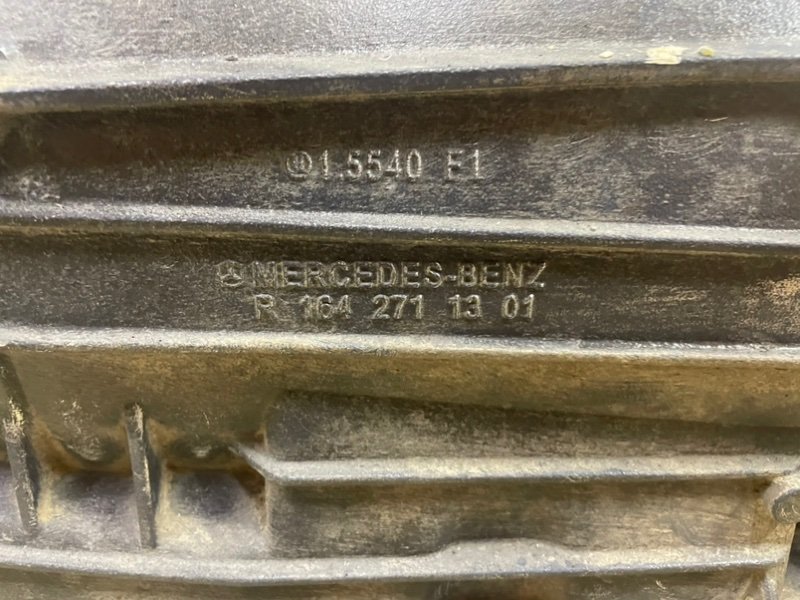 1.5540 E1
MERCEDES-BENZ
R 164 271 13 01